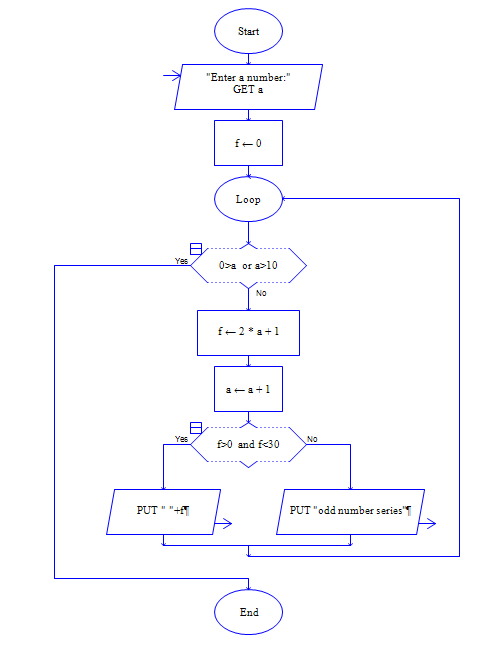 Start
"Enter a number:"
GET a
f ← 0
Loop
0>a or a>10
Yes
No
f ← 2 * a + 1
a ← a + 1
f>0 and f<30
Yes
No
PUT " "+f¶
PUT "odd number series"¶
End